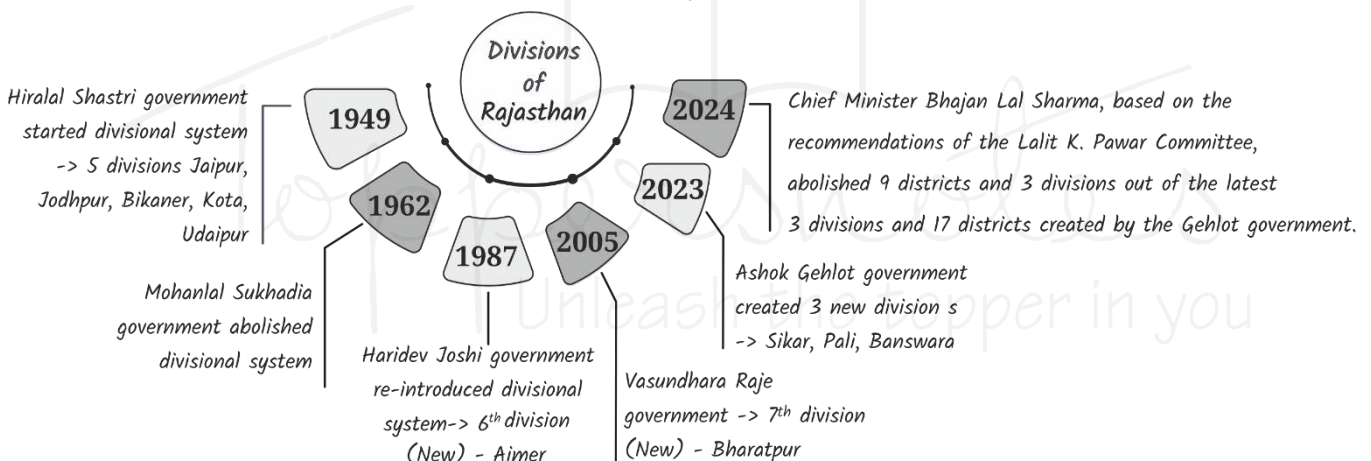 Divisions
of
Rajasthan
1949
Hiralal Shastri government
started divisional system
-> 5 divisions Jaipur,
Jodhpur, Bikaner, Kota,
Udaipur
1962
Mohanlal Sukhadia
government abolished
divisional system
1987
Haridev Joshi government
re-introduced divisional
system-> 6th division
(New) - Ajmer
2005
Vasundhara Raje
government -> 7th division
(New) - Bharatpur
2023
Ashok Gehlot government
created 3 new division s
-> Sikar, Pali, Banswara
2024
Chief Minister Bhajan Lal Sharma, based on the
recommendations of the Lalit K. Pawar Committee,
abolished 9 districts and 3 divisions out of the latest
3 divisions and 17 districts created by the Gehlot government.
Toppersnotes
Unleash the topper in you